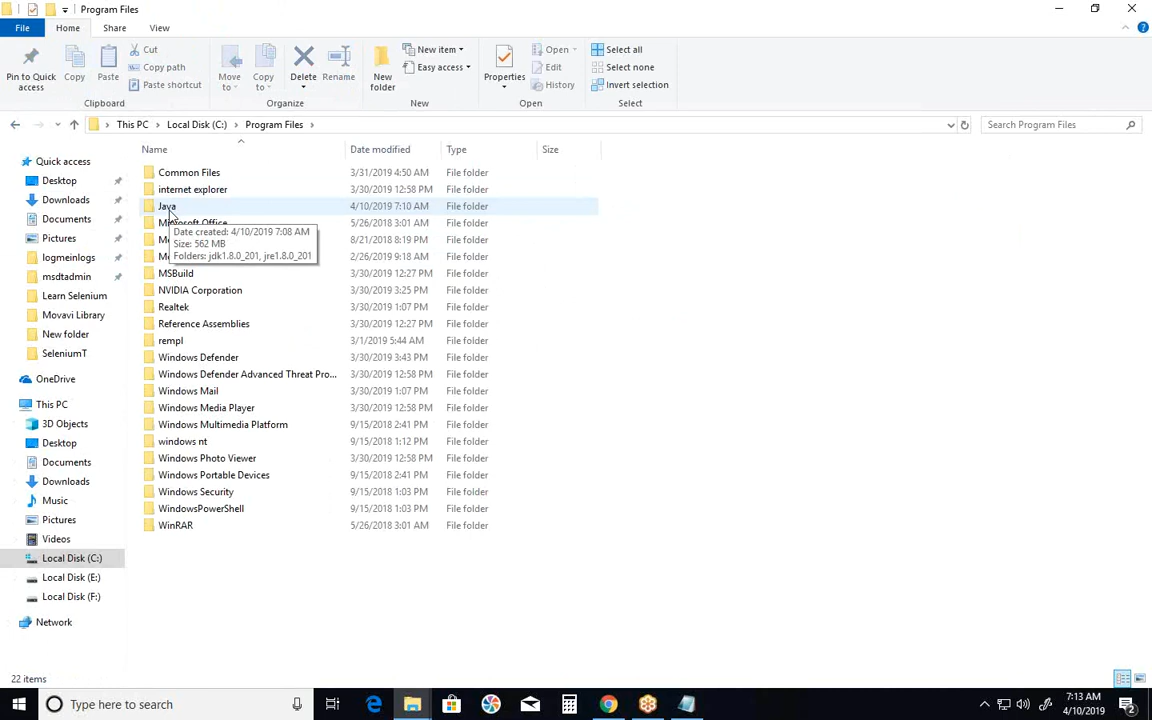 Program Files
File Home Share View
Pin to Quick access
Copy
Paste
Cut
Copy path
Paste shortcut
Clipboard
Move to
Copy to
Delete
Rename
Organize
New folder
New item
Easy access
New
Properties
Open
Edit
History
Open
Select all
Select none
Invert selection
Select
This PC > Local Disk (C:) > Program Files >
Search Program Files
Quick access
Desktop
Downloads
Documents
Pictures
logmeinlogs
msdtadmin
Learn Selenium
Movavi Library
New folder
SeleniumT
OneDrive
This PC
3D Objects
Desktop
Documents
Downloads
Music
Pictures
Videos
Local Disk (C:)
Local Disk (E:)
Local Disk (F:)
Network
Name Date modified Type Size
Common Files 3/31/2019 4:50 AM File folder
internet explorer 3/30/2019 12:58 PM File folder
Java 4/10/2019 7:10 AM File folder
Microsoft Office 5/26/2018 3:01 AM File folder
8/21/2018 8:19 PM File folder
2/26/2019 9:18 AM File folder
Date created: 4/10/2019 7:08 AM
Size: 562 MB
Folders: jdk1.8.0_201, jre1.8.0_201
MSBuild 3/30/2019 12:27 PM File folder
NVIDIA Corporation 3/30/2019 3:25 PM File folder
Realtek 3/30/2019 1:07 PM File folder
Reference Assemblies 3/30/2019 12:27 PM File folder
rempl 3/1/2019 5:44 AM File folder
Windows Defender 3/30/2019 3:43 PM File folder
Windows Defender Advanced Threat Pro... 3/30/2019 12:58 PM File folder
Windows Mail 3/30/2019 1:07 PM File folder
Windows Media Player 3/30/2019 12:58 PM File folder
Windows Multimedia Platform 9/15/2018 2:41 PM File folder
windows nt 9/15/2018 1:12 PM File folder
Windows Photo Viewer 3/30/2019 12:58 PM File folder
Windows Portable Devices 9/15/2018 2:41 PM File folder
Windows Security 9/15/2018 1:03 PM File folder
WindowsPowerShell 9/15/2018 1:03 PM File folder
WinRAR 5/26/2018 3:01 AM File folder
22 items
Type here to search
7:13 AM
4/10/2019
2